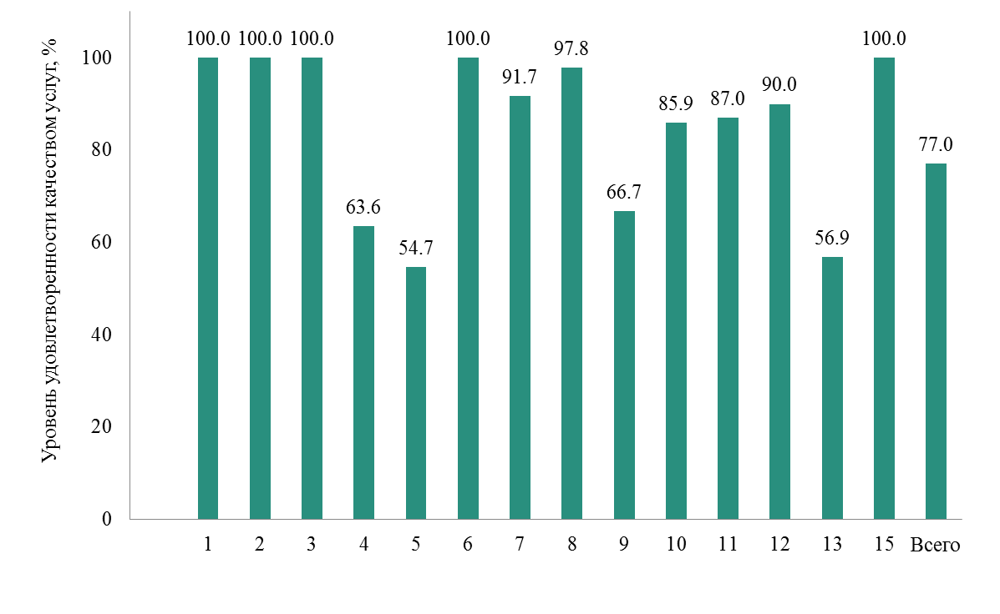 Уровень удовлетворенности качеством услуг, %
100
80
60
40
20
0
100.0 100.0 100.0 63.6 54.7 100.0 91.7 97.8 66.7 85.9 87.0 90.0 56.9 100.0 77.0
1 2 3 4 5 6 7 8 9 10 11 12 13 15 Всего